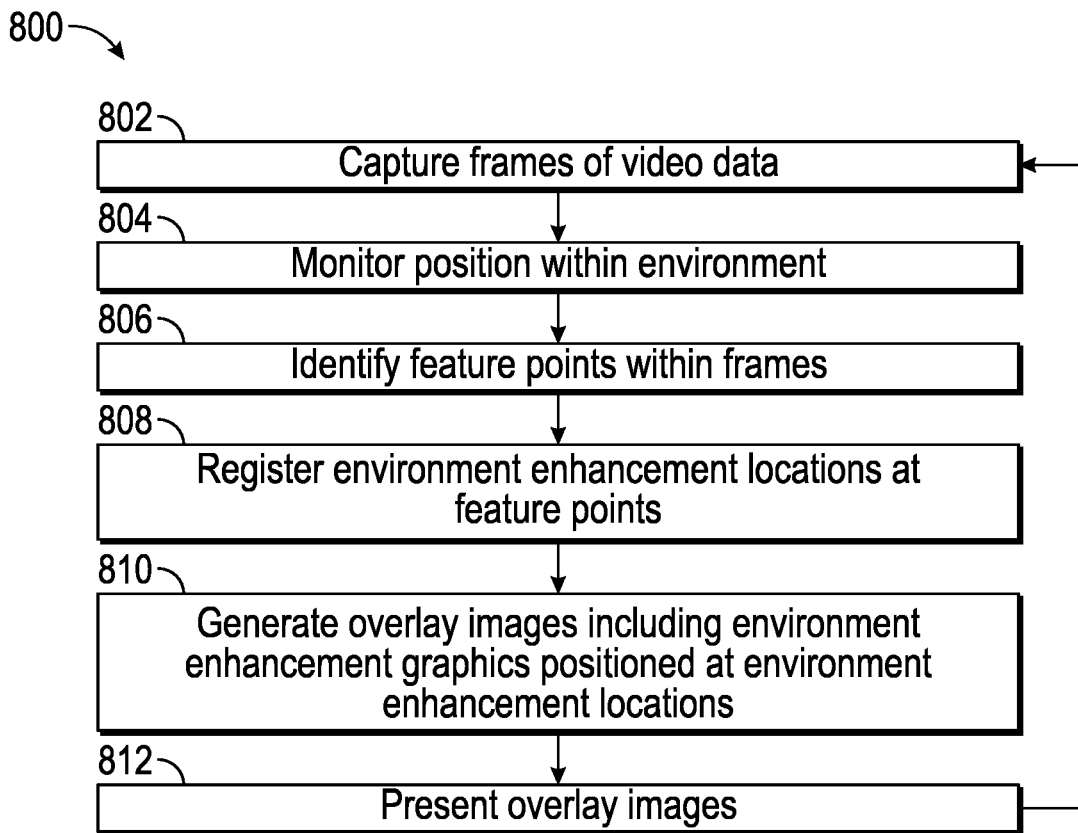 800
802
Capture frames of video data
804
Monitor position within environment
806
Identify feature points within frames
808
Register environment enhancement locations at
feature points
810
Generate overlay images including environment
enhancement graphics positioned at environment
enhancement locations
812
Present overlay images